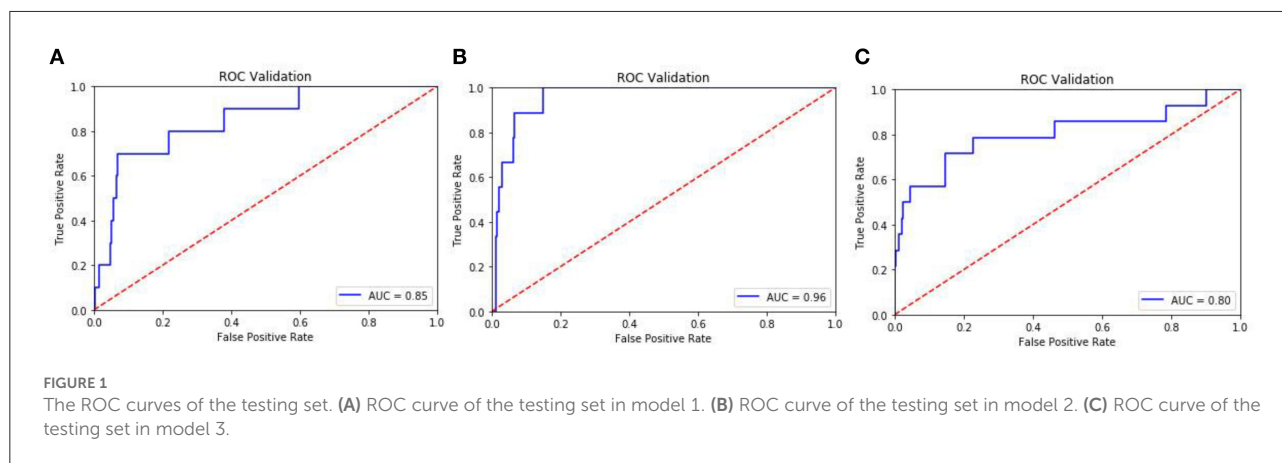 A
B
C
ROC Validation
1.0
0.8
0.6
0.4
0.2
0.0
True Positive Rate
0.0 0.2 0.4 0.6 0.8 1.0
False Positive Rate
AUC = 0.85
ROC Validation
1.0
0.8
0.6
0.4
0.2
0.0
True Positive Rate
0.0 0.2 0.4 0.6 0.8 1.0
False Positive Rate
AUC = 0.96
ROC Validation
1.0
0.8
0.6
0.4
0.2
0.0
True Positive Rate
0.0 0.2 0.4 0.6 0.8 1.0
False Positive Rate
AUC = 0.80
FIGURE 1
The ROC curves of the testing set. (A) ROC curve of the testing set in model 1. (B) ROC curve of the testing set in model 2. (C) ROC curve of the
testing set in model 3.